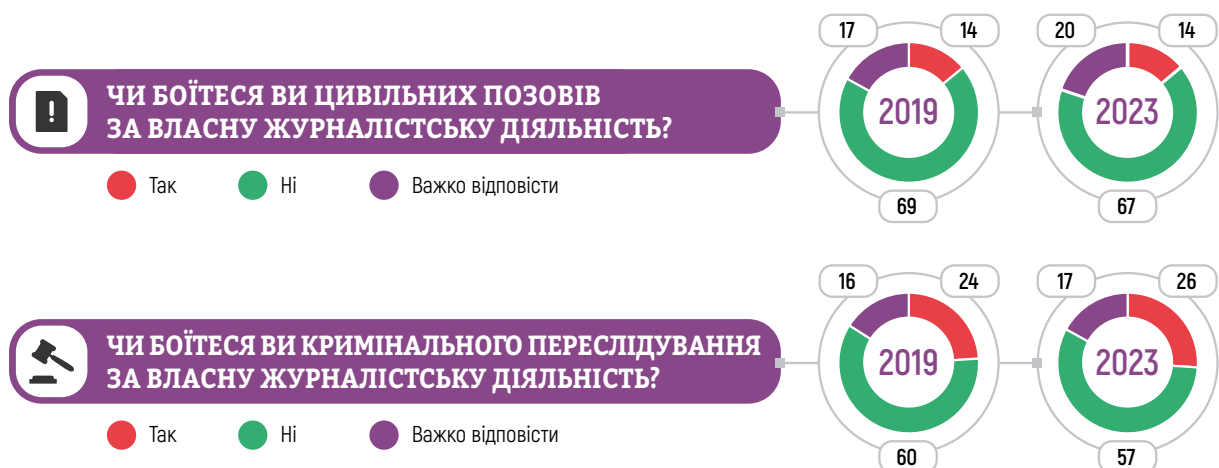 17 14 20 14
ЧИ БОЇТЕСЯ ВИ ЦИВІЛЬНИХ ПОЗОВІВ
ЗА ВЛАСНУ ЖУРНАЛІСТСЬКУ ДІЯЛЬНІСТЬ?
2019 2023
Так Ні Важко відповісти
69 67
16 24 17 26
ЧИ БОЇТЕСЯ ВИ КРИМІНАЛЬНОГО ПЕРЕСЛІДУВАННЯ
ЗА ВЛАСНУ ЖУРНАЛІСТСЬКУ ДІЯЛЬНІСТЬ?
2019 2023
Так Ні Важко відповісти
60 57